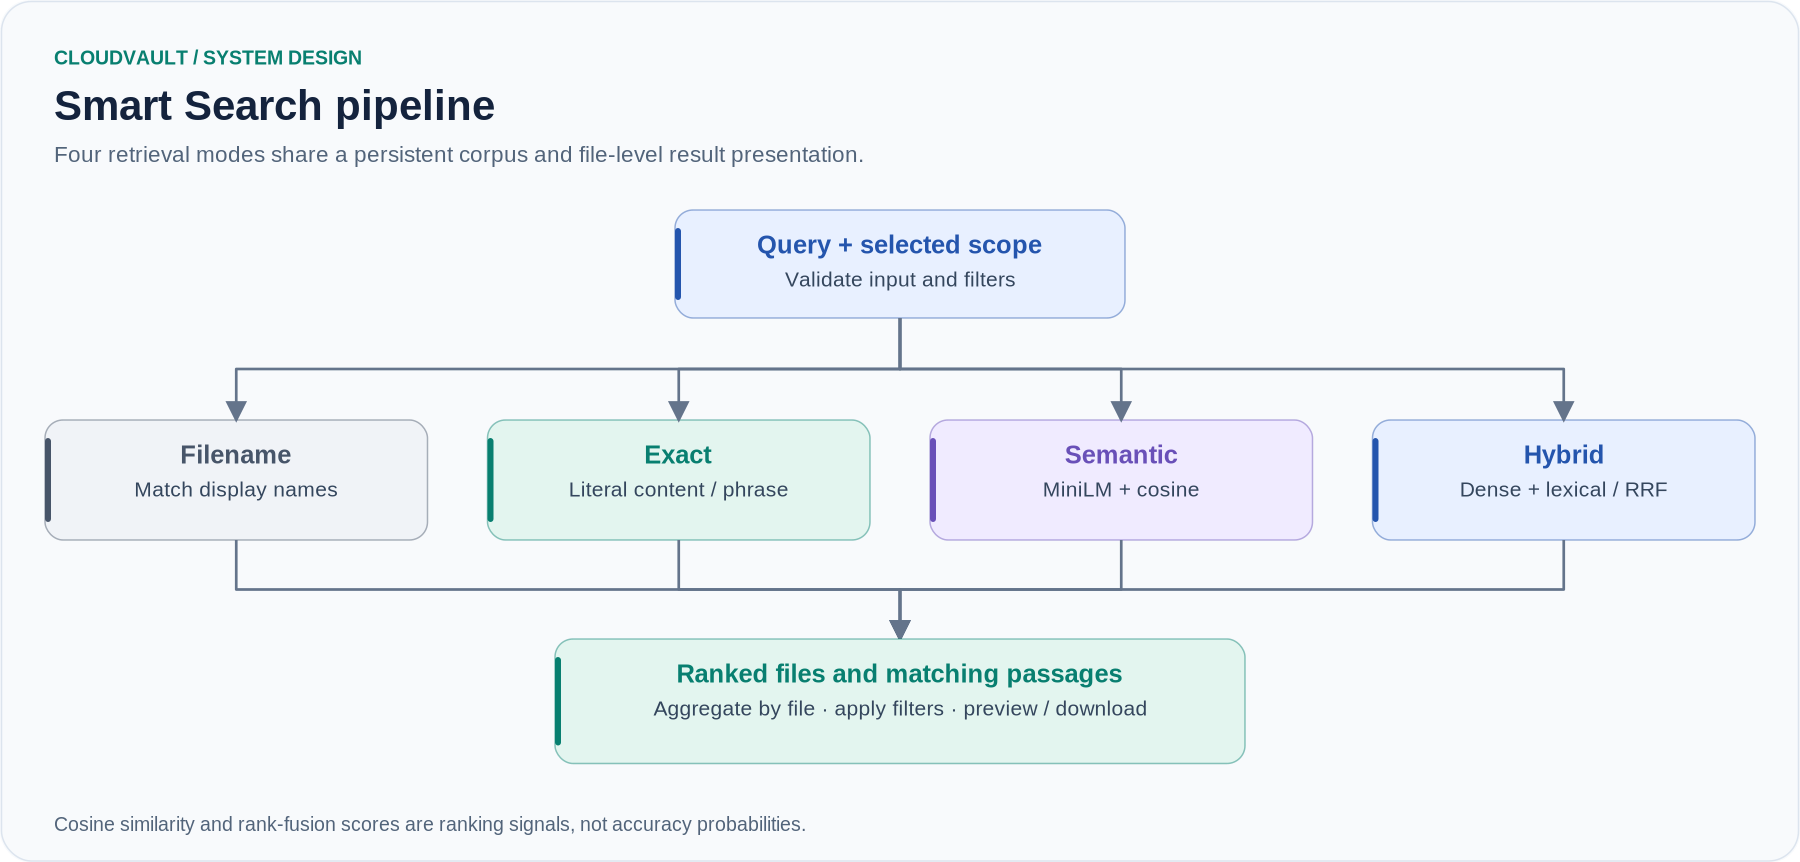 CLOUDVAULT / SYSTEM DESIGN
Smart Search pipeline
Four retrieval modes share a persistent corpus and file-level result presentation.
Query + selected scope
Validate input and filters
Filename
Match display names
Exact
Literal content / phrase
Semantic
MiniLM + cosine
Hybrid
Dense + lexical / RRF
Ranked files and matching passages
Aggregate by file · apply filters · preview / download
Cosine similarity and rank-fusion scores are ranking signals, not accuracy probabilities.